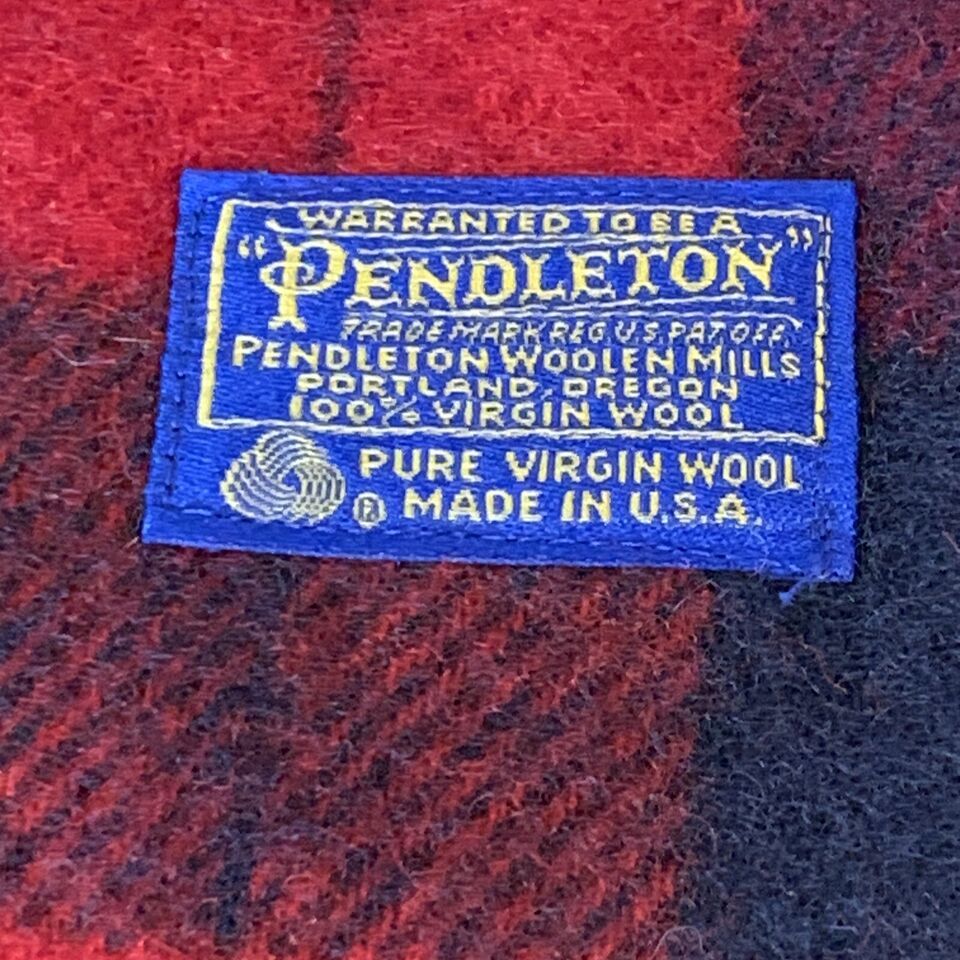 WARRANTED TO BE A
"PENDLETON"
TRADE MARK REG. U.S. PAT. OFF.
PENDLETON WOOLEN MILLS
PORTLAND, OREGON
100% VIRGIN WOOL
PURE VIRGIN WOOL
® MADE IN U.S.A.